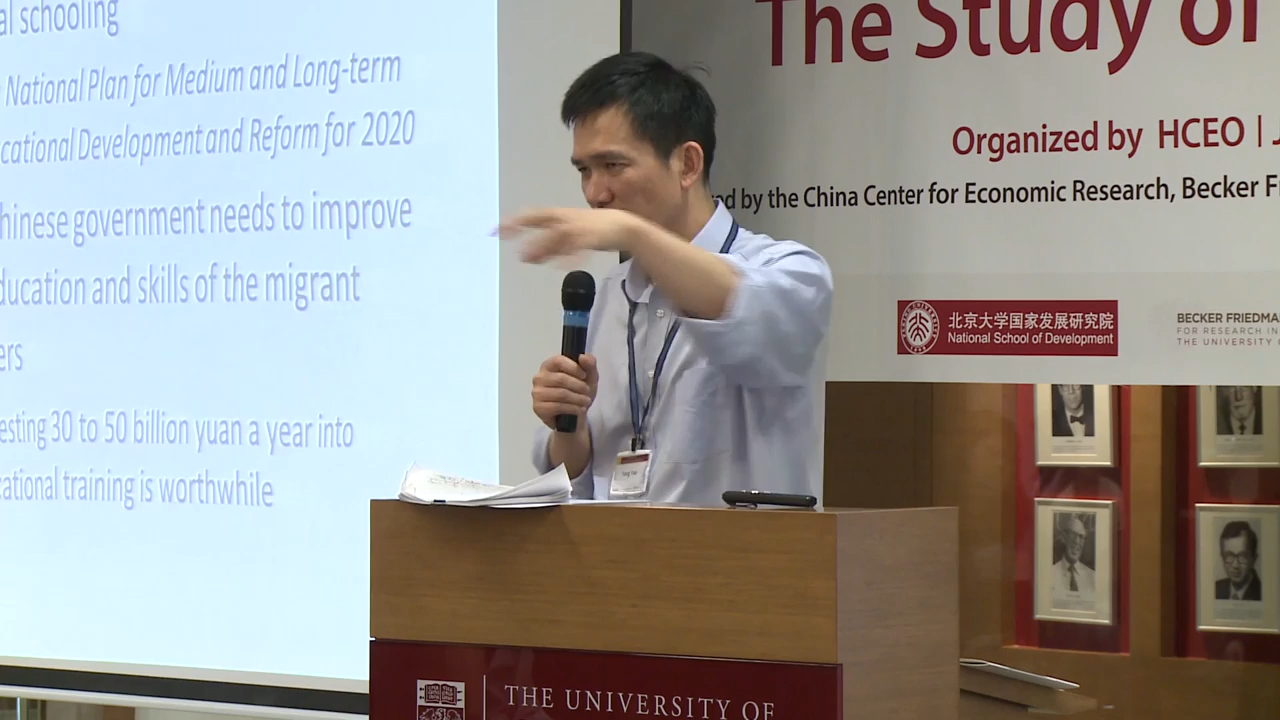 al schooling
National Plan for Medium and Long-term
cational Development and Reform for 2020
hinese government needs to improve
ducation and skills of the migrant
ers
esting 30 to 50 billion yuan a year into
cational training is worthwhile
The Study of
Organized by HCEO |
ed by the China Center for Economic Research, Becker Fr
北京大学国家发展研究院
National School of Development
BECKER FRIEDMA
FOR RESEARCH IN
THE UNIVERSITY
THE UNIVERSITY OF